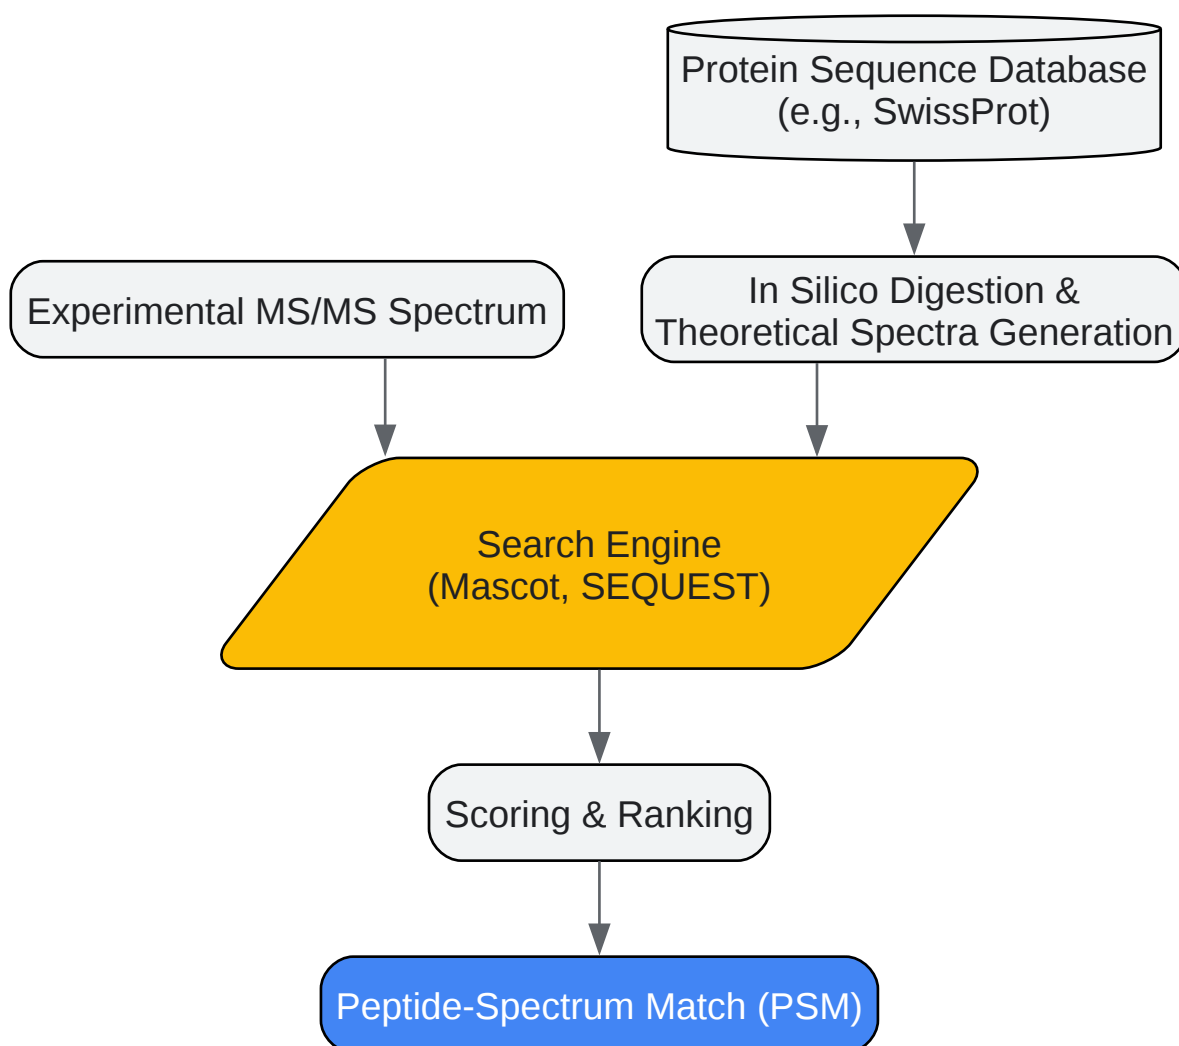 Protein Sequence Database
(e.g., SwissProt)
Experimental MS/MS Spectrum
In Silico Digestion &
Theoretical Spectra Generation
Search Engine
(Mascot, SEQUEST)
Scoring & Ranking
Peptide-Spectrum Match (PSM)